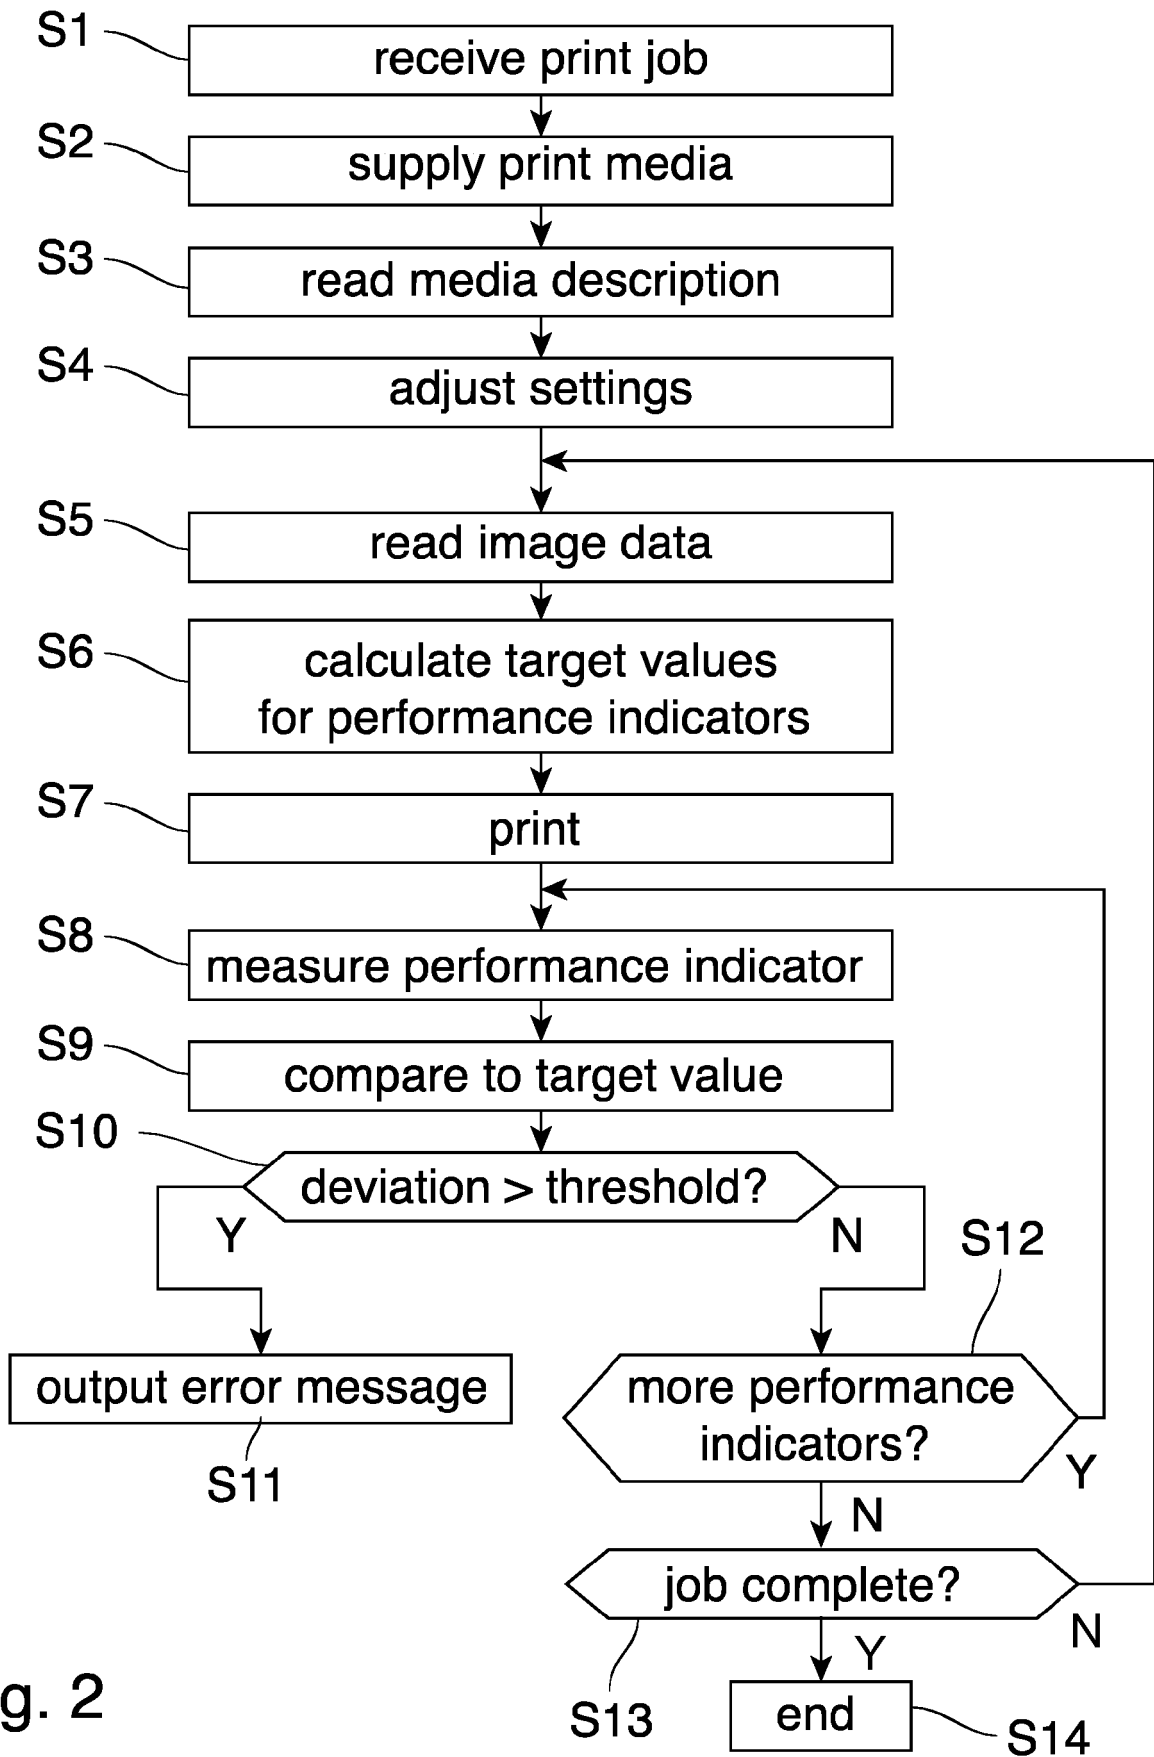 S1
receive print job
S2
supply print media
S3
read media description
S4
adjust settings
S5
read image data
S6
calculate target values
for performance indicators
S7
print
S8
measure performance indicator
S9
compare to target value
S10
deviation > threshold?
Y
N
S12
output error message
more performance
indicators?
S11
Y
N
job complete?
N
Y
g. 2
S13
end
S14